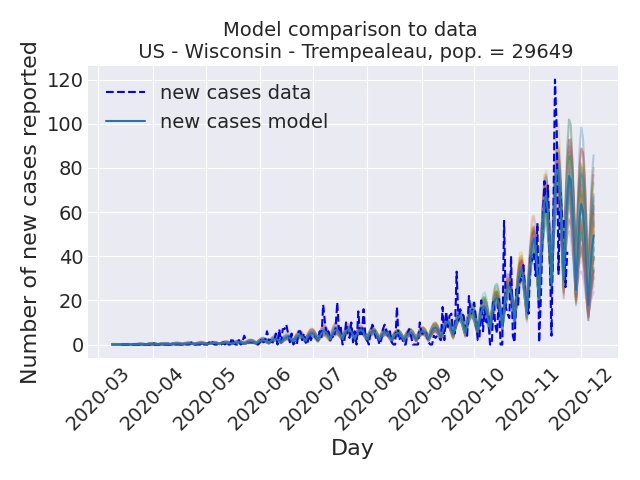 Model comparison to data
US - Wisconsin - Trempealeau, pop. = 29649
Number of new cases reported
120
100
80
60
40
20
0
new cases data
new cases model
2020-03
2020-04
2020-05
2020-06
2020-07
2020-08
2020-09
2020-10
2020-11
2020-12
Day